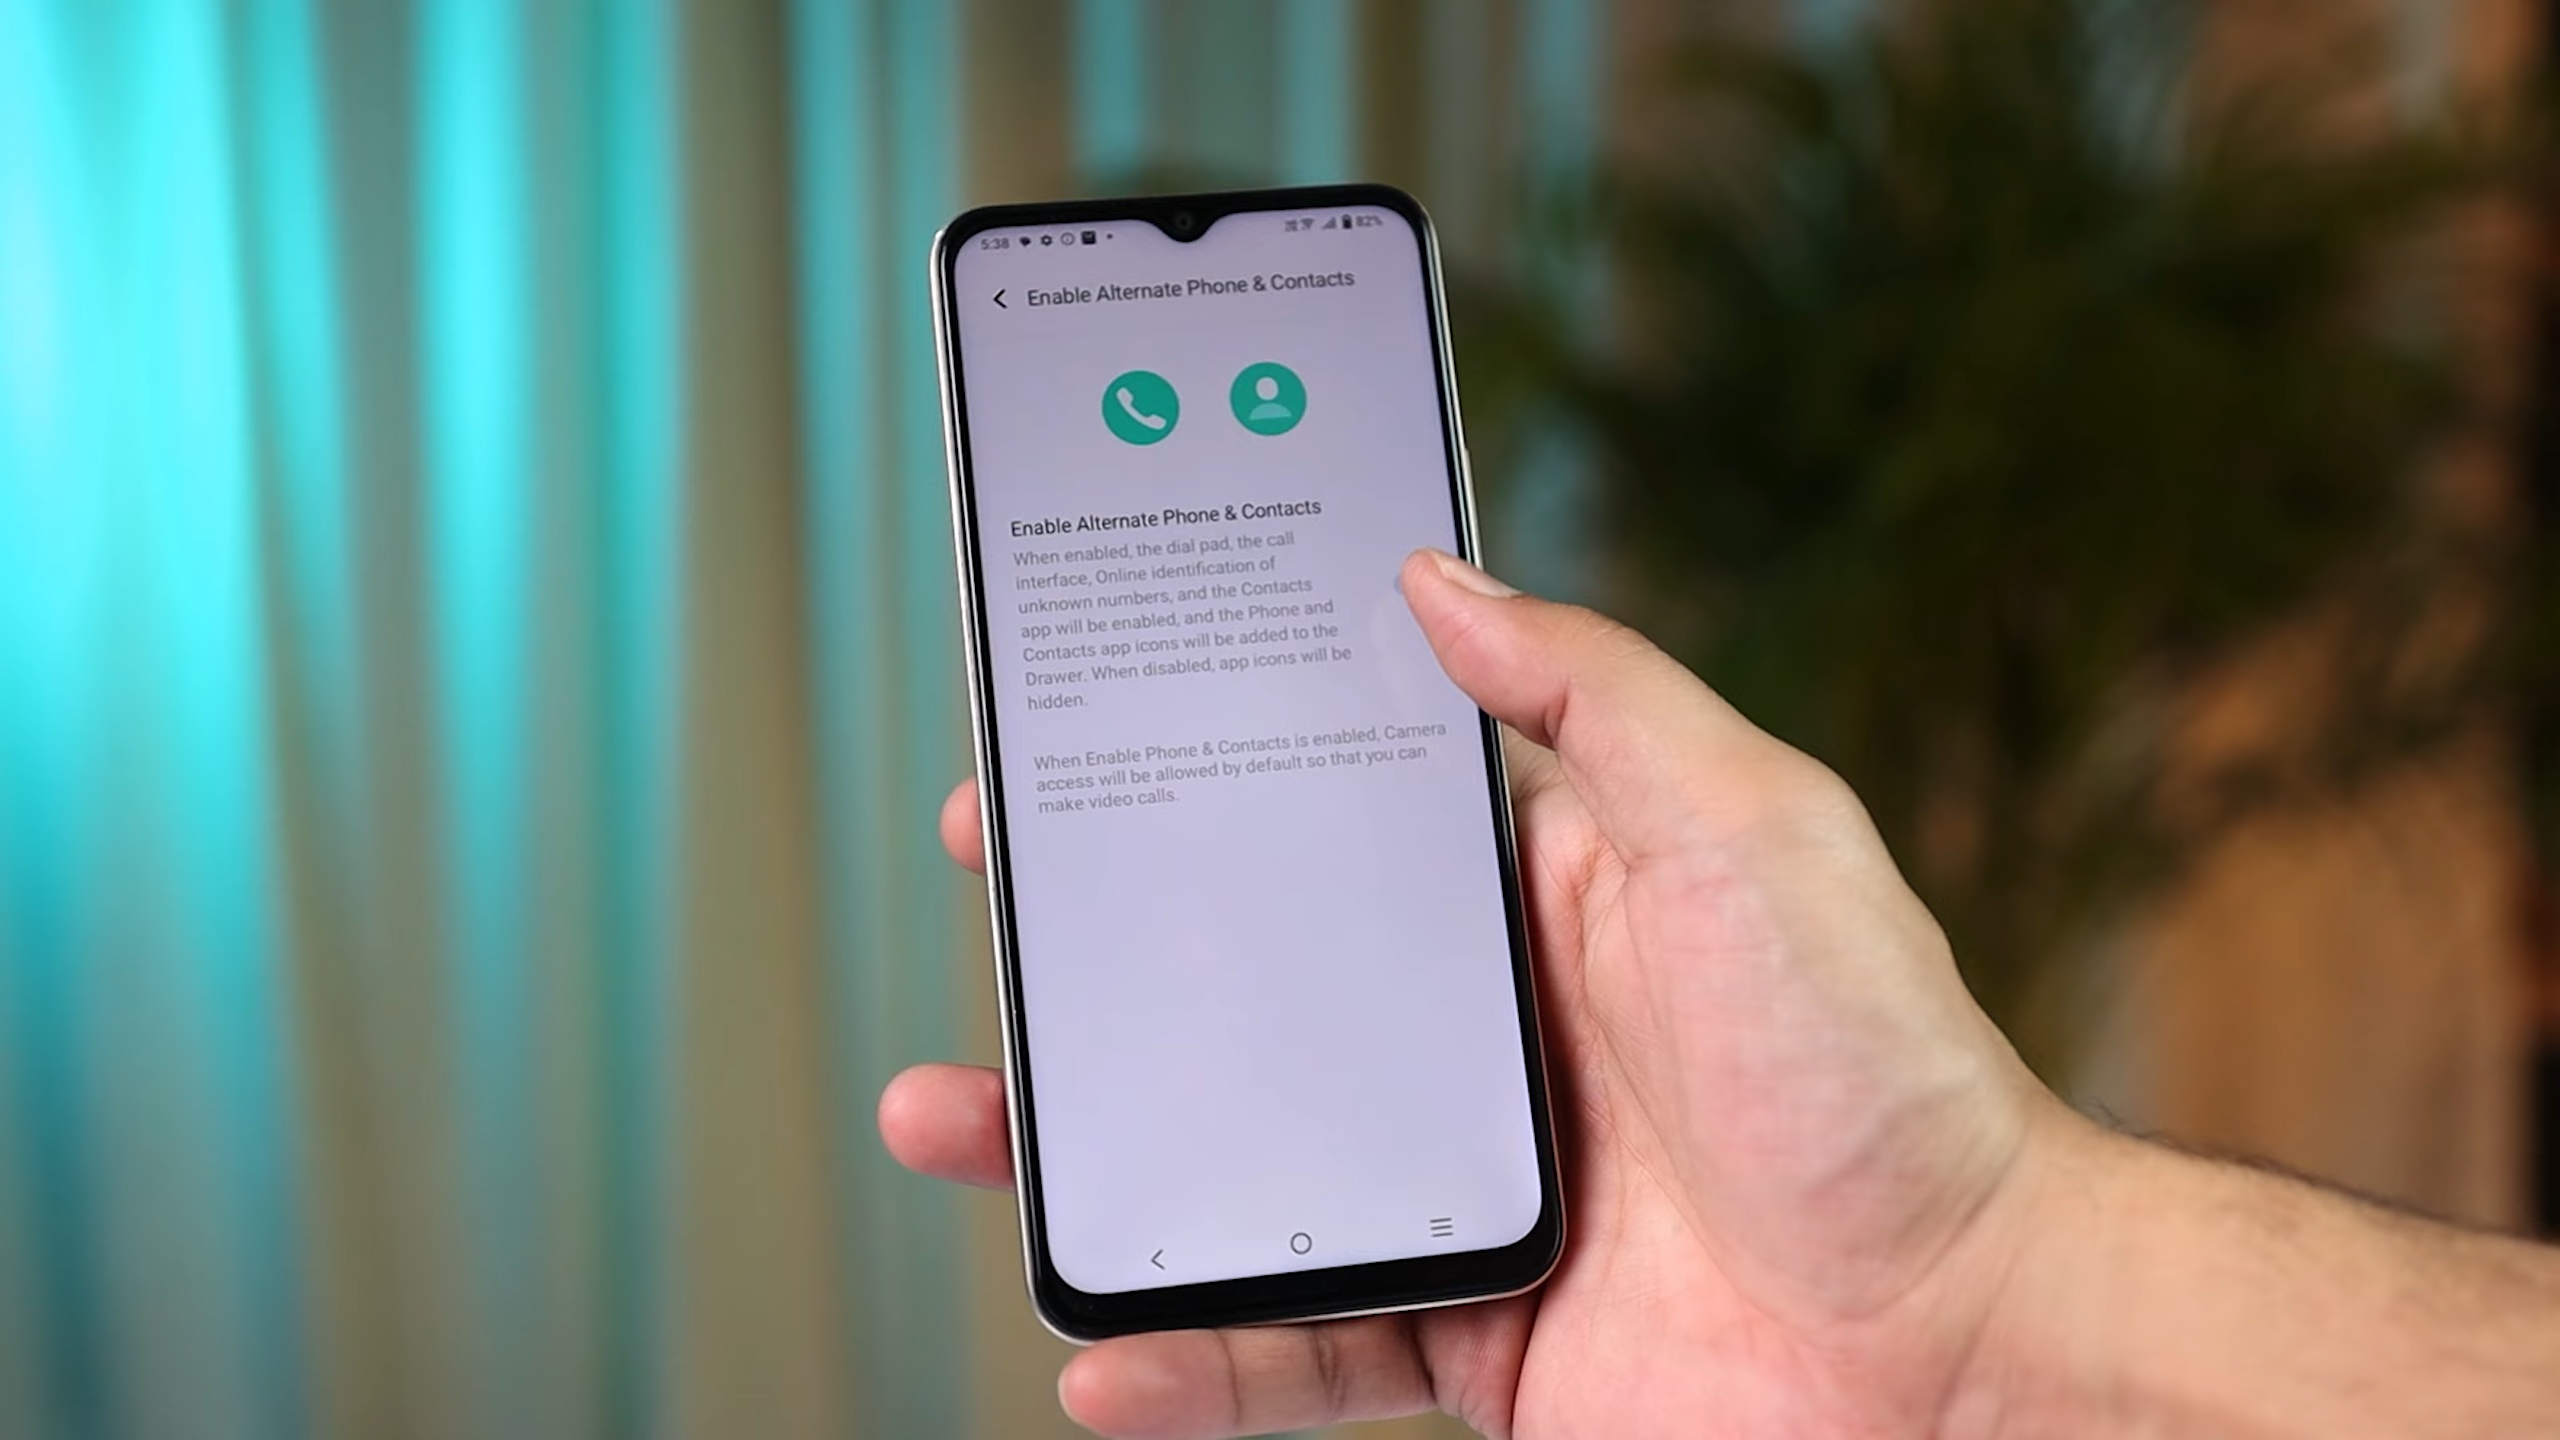 5:38
82%
Enable Alternate Phone & Contacts
Enable Alternate Phone & Contacts
When enabled, the dial pad, the call
interface, Online identification of
unknown numbers, and the Contacts
app will be enabled, and the Phone and
Contacts app icons will be added to the
Drawer. When disabled, app icons will be
hidden.
When Enable Phone & Contacts is enabled, Camera
access will be allowed by default so that you can
make video calls.